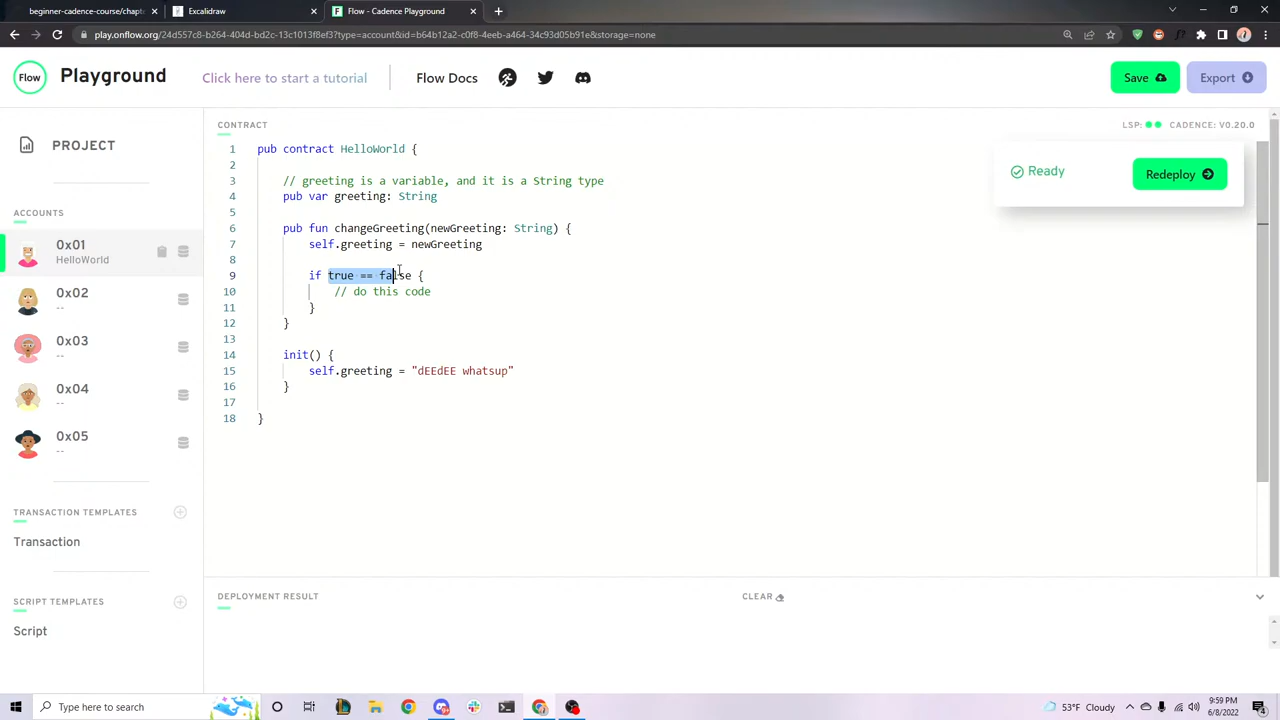 beginner-cadence-course/chapt
Excalidraw
Flow - Cadence Playground
play.onflow.org/24d557c8-b264-404d-bd2c-13c1013f8ef3?type=account&id=b64b12a2-c0f8-4eeb-a464-34c93d05b91e&storage=none
Flow
Playground
Click here to start a tutorial
Flow Docs
Save
Export
PROJECT
ACCOUNTS
0x01
HelloWorld
0x02
--
0x03
--
0x04
--
0x05
--
TRANSACTION TEMPLATES
Transaction
SCRIPT TEMPLATES
Script
CONTRACT
LSP:
CADENCE: V0.20.0
Ready
Redeploy
1 pub contract HelloWorld {
2
3 // greeting is a variable, and it is a String type
4 pub var greeting: String
5
6 pub fun changeGreeting(newGreeting: String) {
7 self.greeting = newGreeting
8
9 if true == false {
10 // do this code
11 }
12 }
13
14 init() {
15 self.greeting = "dEEdEE whatsup"
16 }
17
18 }
DEPLOYMENT RESULT
CLEAR
Type here to search
53°F Cloudy
9:59 PM
6/8/2022